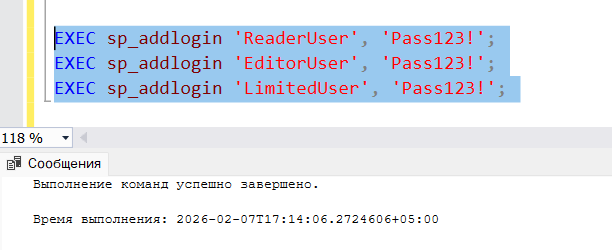 EXEC sp_addlogin 'ReaderUser', 'Pass123!';
EXEC sp_addlogin 'EditorUser', 'Pass123!';
EXEC sp_addlogin 'LimitedUser', 'Pass123!';
118 %
Сообщения
Выполнение команд успешно завершено.
Время выполнения: 2026-02-07T17:14:06.2724606+05:00